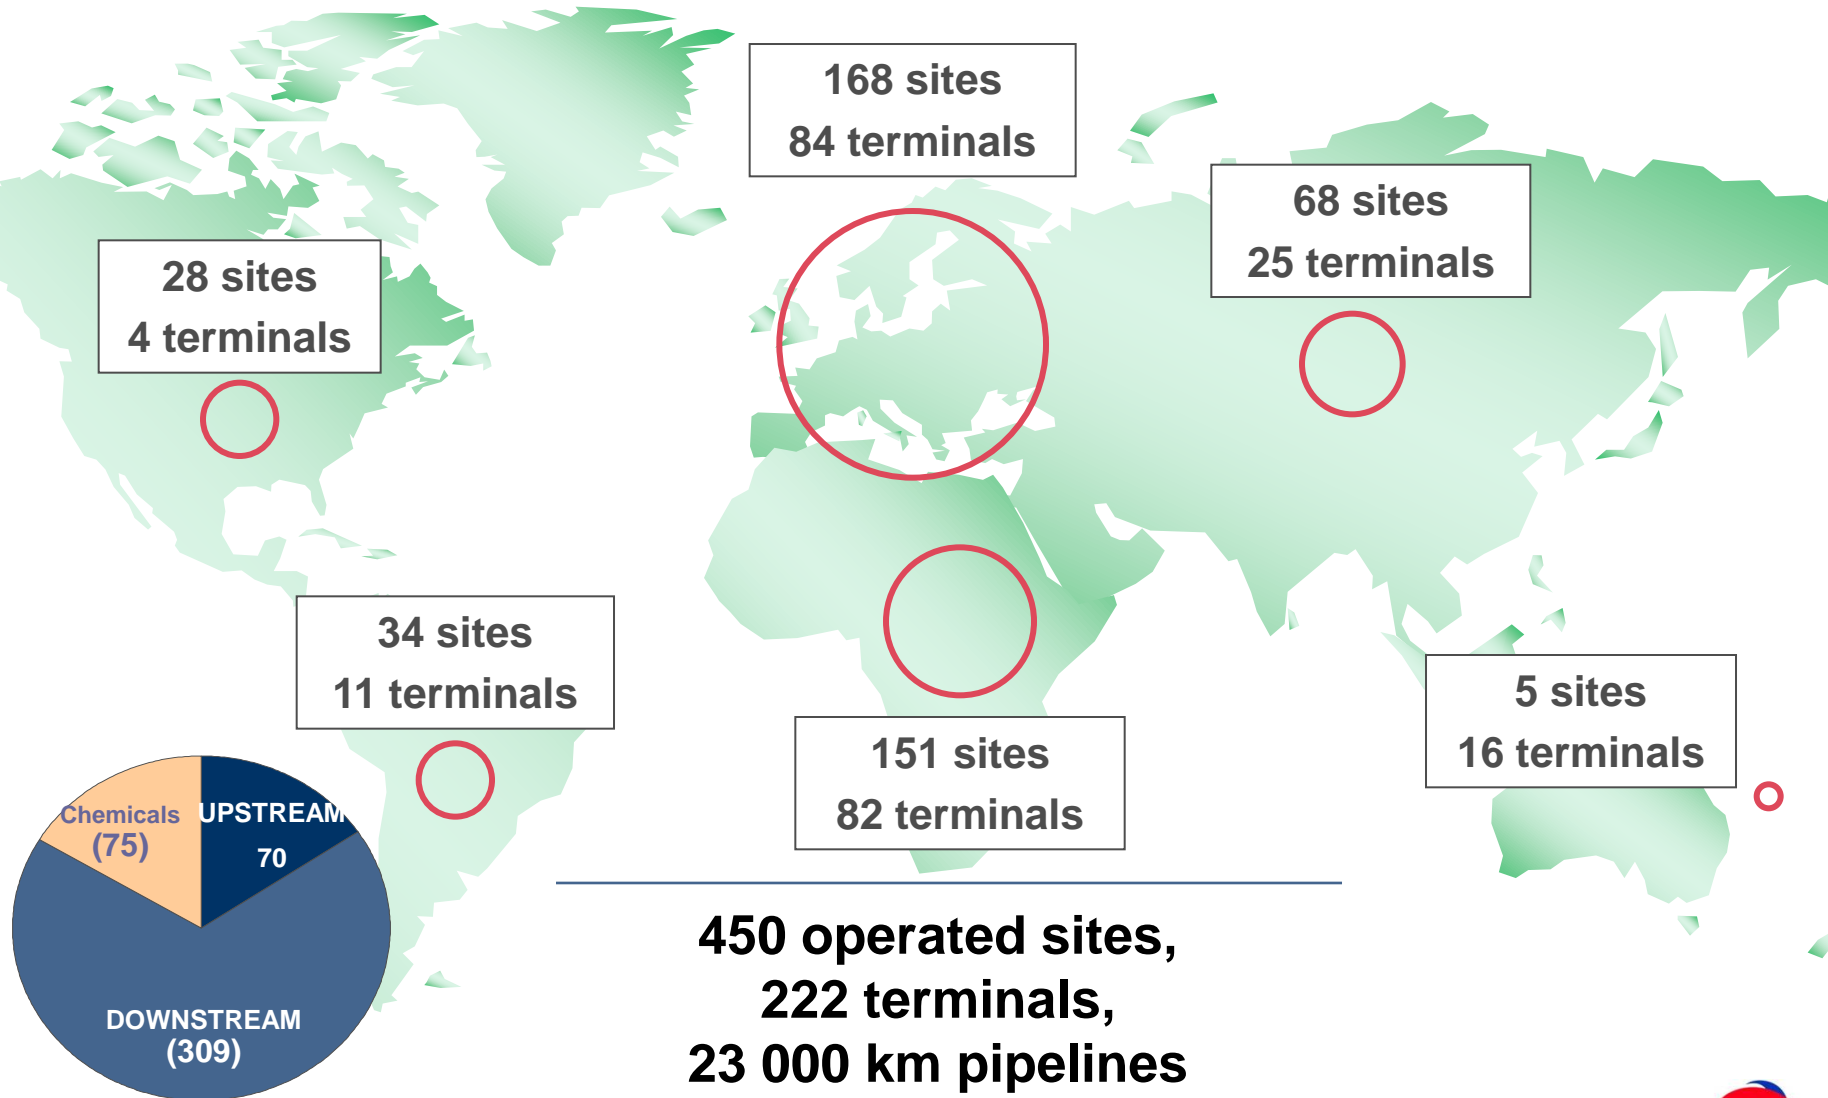 168 sites
84 terminals
68 sites
25 terminals
28 sites
4 terminals
34 sites
11 terminals
5 sites
16 terminals
151 sites
82 terminals
Chemicals
(75)
UPSTREAM
70
DOWNSTREAM
(309)
450 operated sites,
222 terminals,
23 000 km pipelines